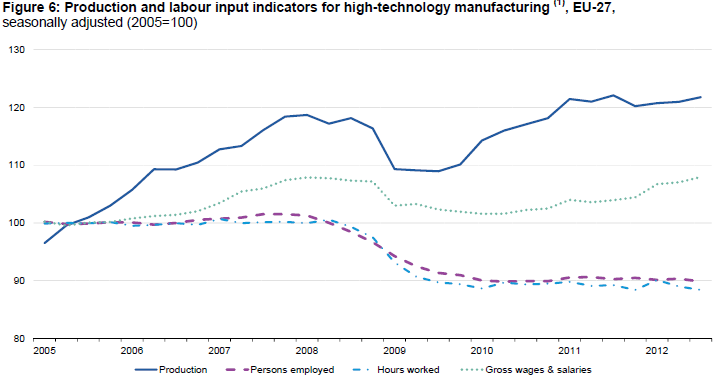 Figure 6: Production and labour input indicators for high-technology manufacturing (1), EU-27,
seasonally adjusted (2005=100)
130
120
110
100
90
80
2005 2006 2007 2008 2009 2010 2011 2012
Production Persons employed Hours worked Gross wages & salaries